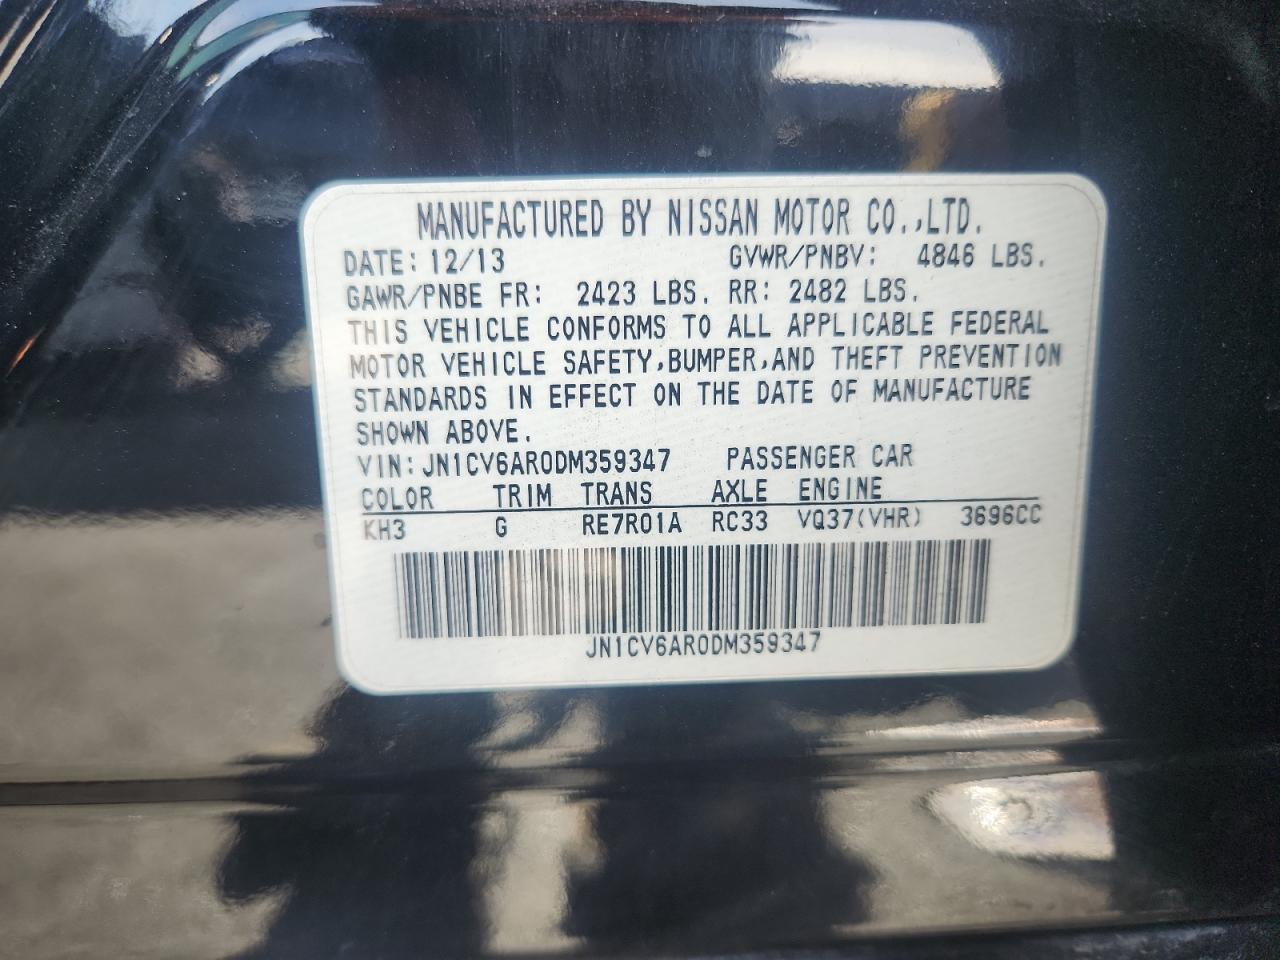 MANUFACTURED BY NISSAN MOTOR CO.,LTD.
DATE: 12/13 GVWR/PNBV: 4846 LBS.
GAWR/PNBE FR: 2423 LBS. RR: 2482 LBS.
THIS VEHICLE CONFORMS TO ALL APPLICABLE FEDERAL
MOTOR VEHICLE SAFETY,BUMPER,AND THEFT PREVENTION
STANDARDS IN EFFECT ON THE DATE OF MANUFACTURE
SHOWN ABOVE.
VIN: JN1CV6AR0DM359347 PASSENGER CAR
COLOR TRIM TRANS AXLE ENGINE
KH3 G RE7R01A RC33 VQ37(VHR) 3696CC
JN1CV6AR0DM359347